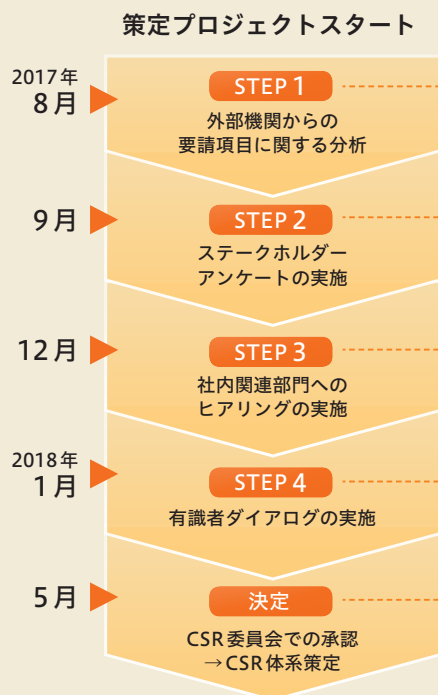 策定プロジェクトスタート
2017年
8月
STEP 1
外部機関からの
要請項目に関する分析
9月
STEP 2
ステークホルダー
アンケートの実施
12月
STEP 3
社内関連部門への
ヒアリングの実施
2018年
1月
STEP 4
有識者ダイアログの実施
5月
決定
CSR委員会での承認
→CSR体系策定